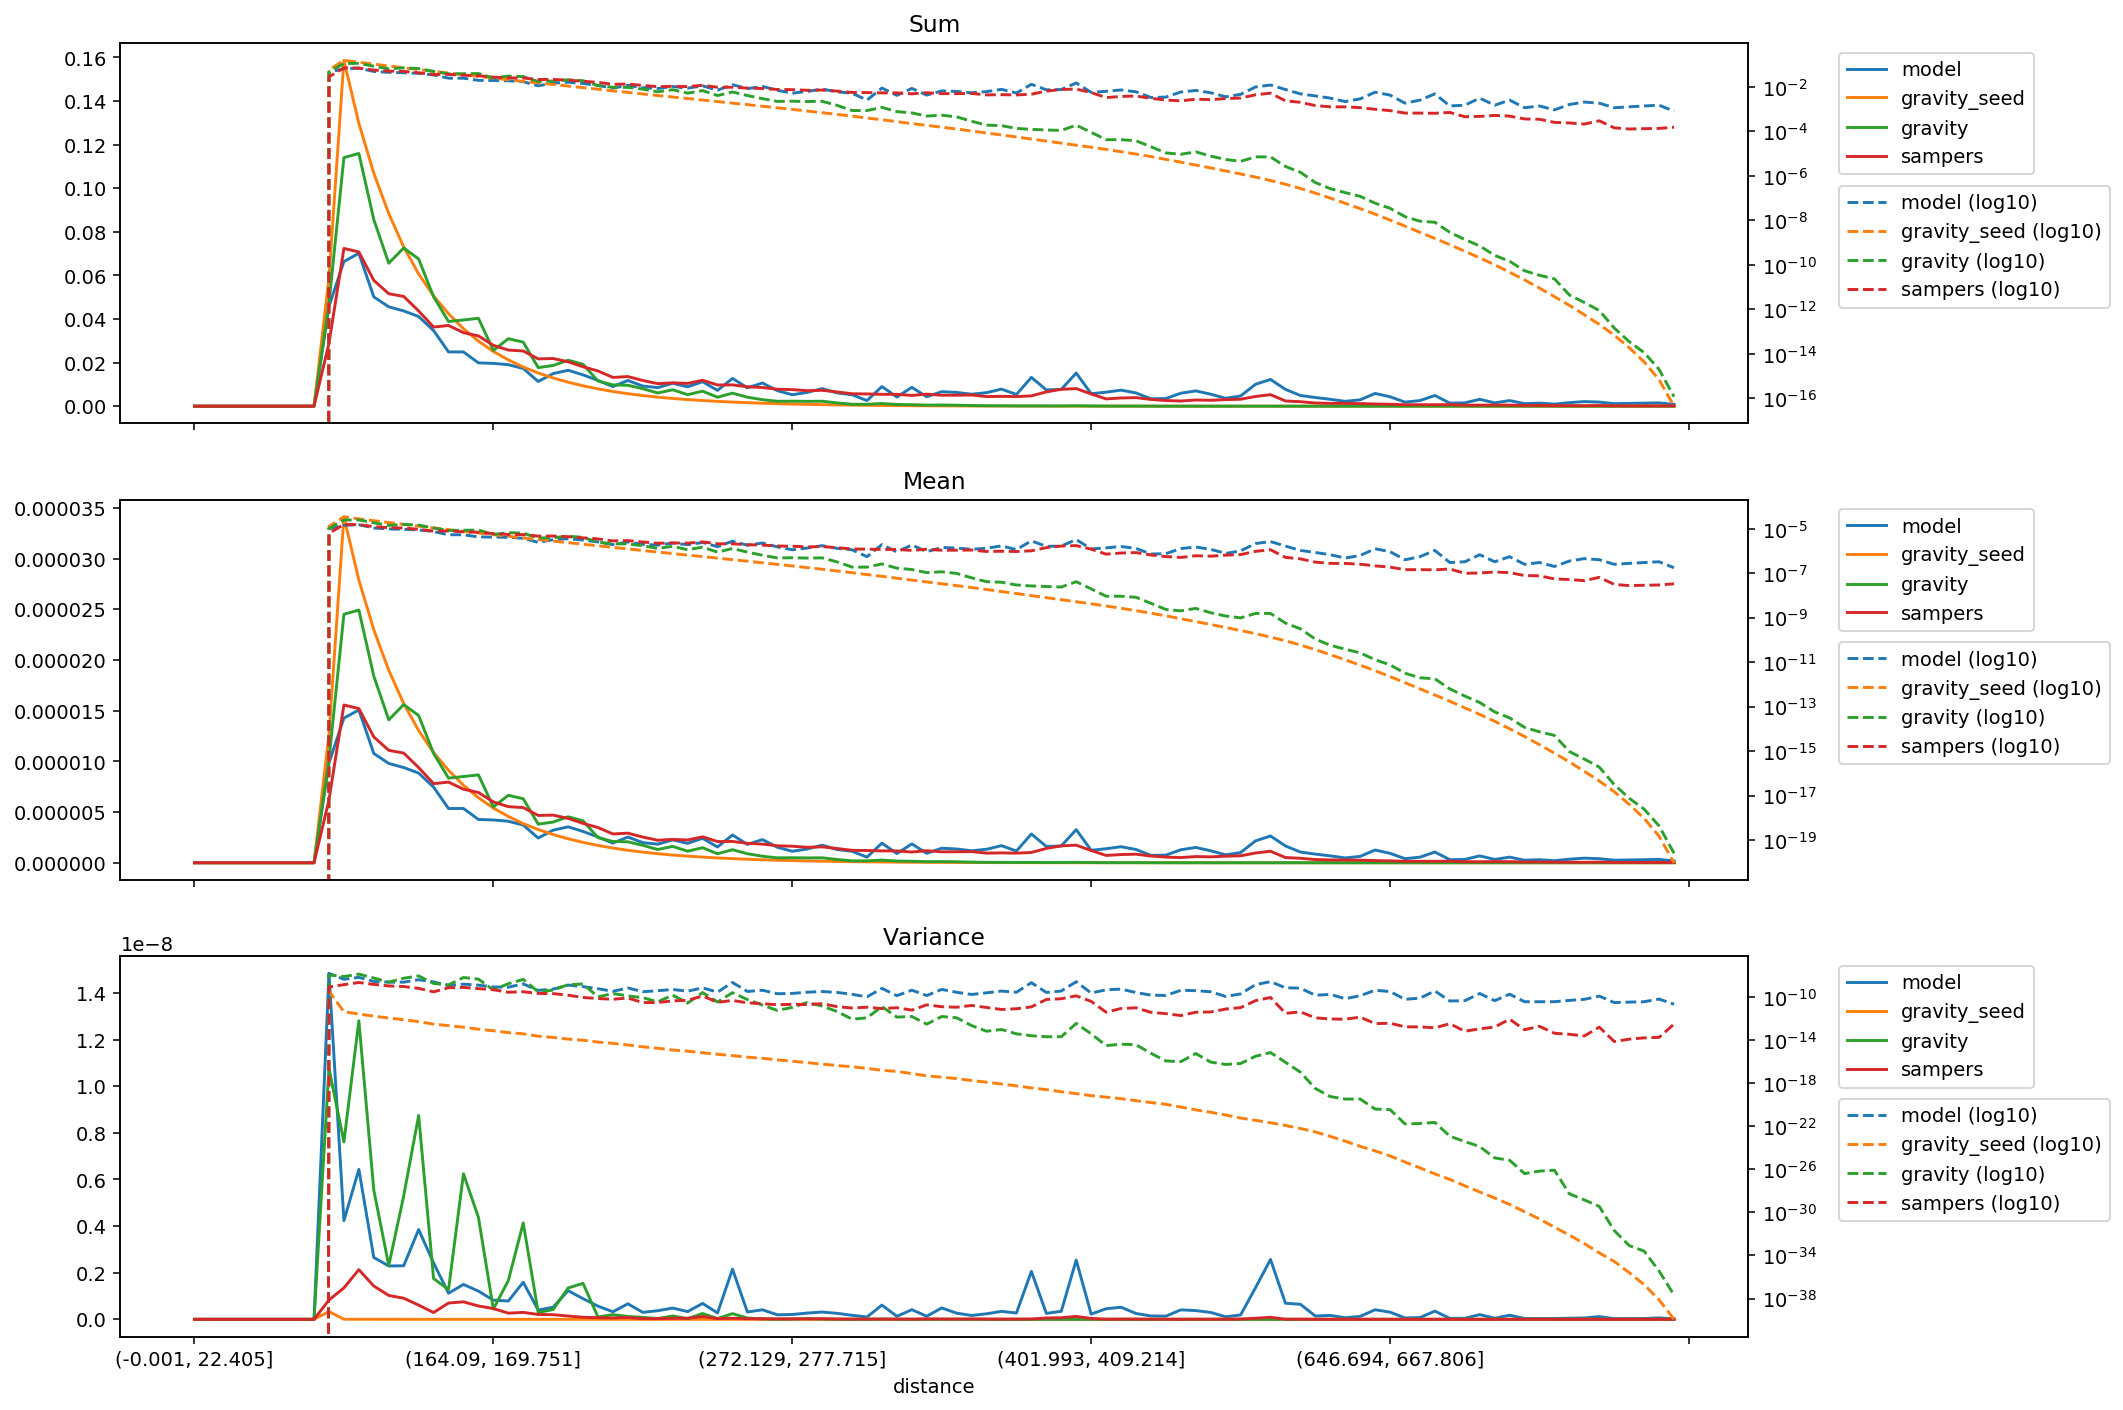 Sum
0.16
0.14
0.12
0.10
0.08
0.06
0.04
0.02
0.00
10⁻²
10⁻⁴
10⁻⁶
10⁻⁸
10⁻¹⁰
10⁻¹²
10⁻¹⁴
10⁻¹⁶
model
gravity_seed
gravity
sampers
model (log10)
gravity_seed (log10)
gravity (log10)
sampers (log10)
Mean
0.000035
0.000030
0.000025
0.000020
0.000015
0.000010
0.000005
0.000000
10⁻⁵
10⁻⁷
10⁻⁹
10⁻¹¹
10⁻¹³
10⁻¹⁵
10⁻¹⁷
10⁻¹⁹
model
gravity_seed
gravity
sampers
model (log10)
gravity_seed (log10)
gravity (log10)
sampers (log10)
Variance
1e−8
1.4
1.2
1.0
0.8
0.6
0.4
0.2
0.0
10⁻¹⁰
10⁻¹⁴
10⁻¹⁸
10⁻²²
10⁻²⁶
10⁻³⁰
10⁻³⁴
10⁻³⁸
model
gravity_seed
gravity
sampers
model (log10)
gravity_seed (log10)
gravity (log10)
sampers (log10)
(-0.001, 22.405] (164.09, 169.751] (272.129, 277.715] (401.993, 409.214] (646.694, 667.806]
distance